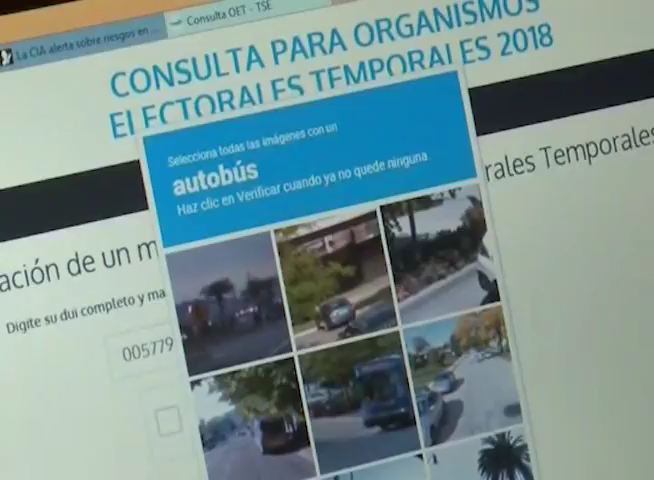 La CIA alerta sobre riesgos en ...
Consulta OET - TSE
CONSULTA PARA ORGANISMOS
ELECTORALES TEMPORALES 2018
Selecciona todas las imágenes con un
autobús
Haz clic en Verificar cuando ya no quede ninguna
rales Temporales
ación de un m
Digite su dui completo y ma
005779